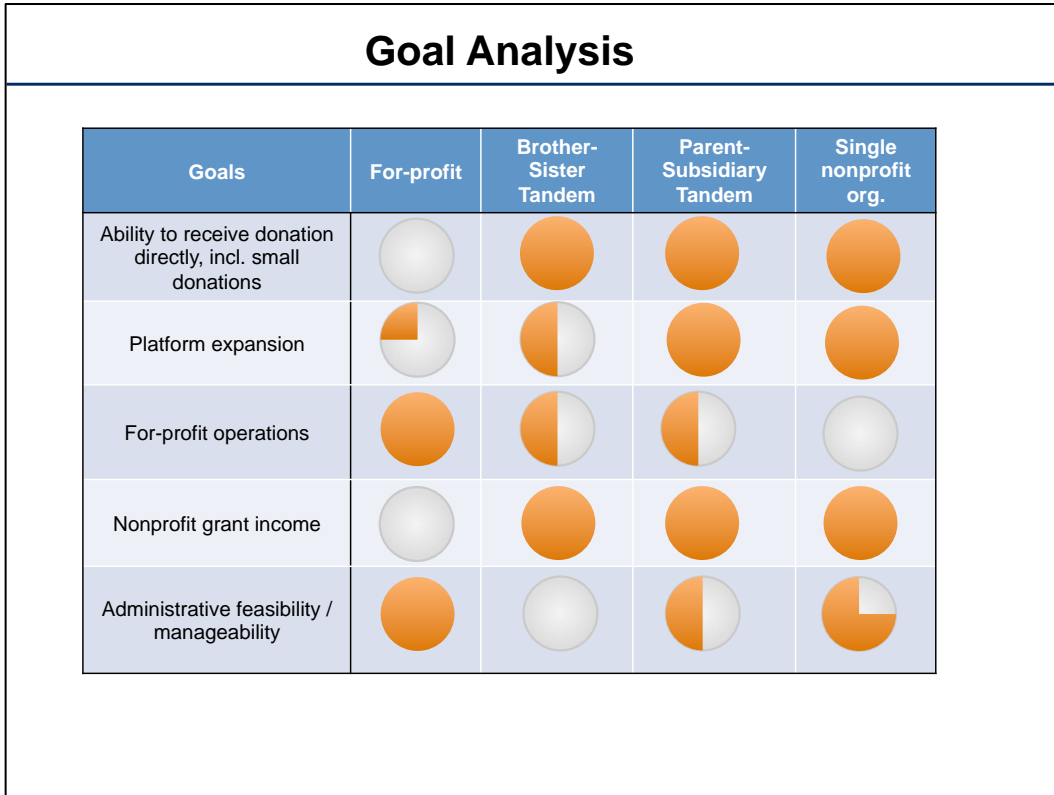 Goal Analysis
Goals
For-profit
Brother-
Sister
Tandem
Parent-
Subsidiary
Tandem
Single
nonprofit
org.
Ability to receive donation
directly, incl. small
donations
Platform expansion
For-profit operations
Nonprofit grant income
Administrative feasibility /
manageability